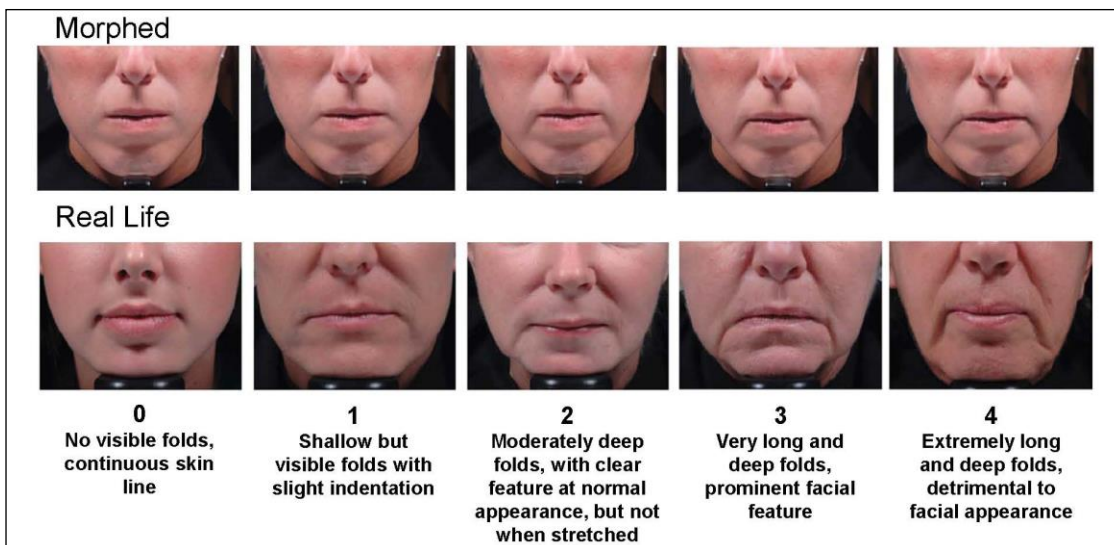 Morphed
Real Life
0
No visible folds,
continuous skin
line
1
Shallow but
visible folds with
slight indentation
2
Moderately deep
folds, with clear
feature at normal
appearance, but not
when stretched
3
Very long and
deep folds,
prominent facial
feature
4
Extremely long
and deep folds,
detrimental to
facial appearance